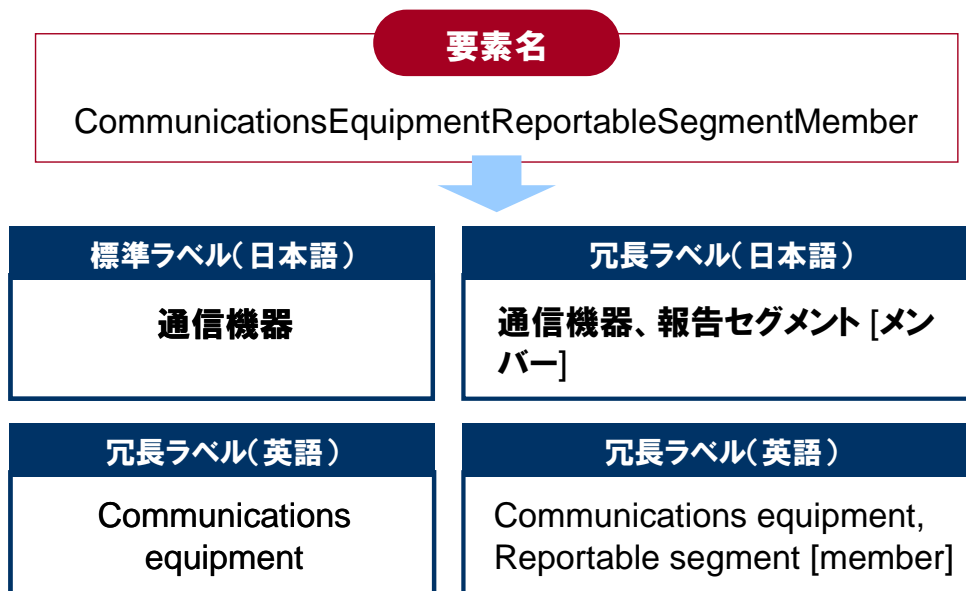 要素名
CommunicationsEquipmentReportableSegmentMember
標準ラベル(日本語)
通信機器
冗長ラベル(日本語)
通信機器、報告セグメント [メン
バー]
冗長ラベル(英語)
Communications
equipment
冗長ラベル(英語)
Communications equipment,
Reportable segment [member]